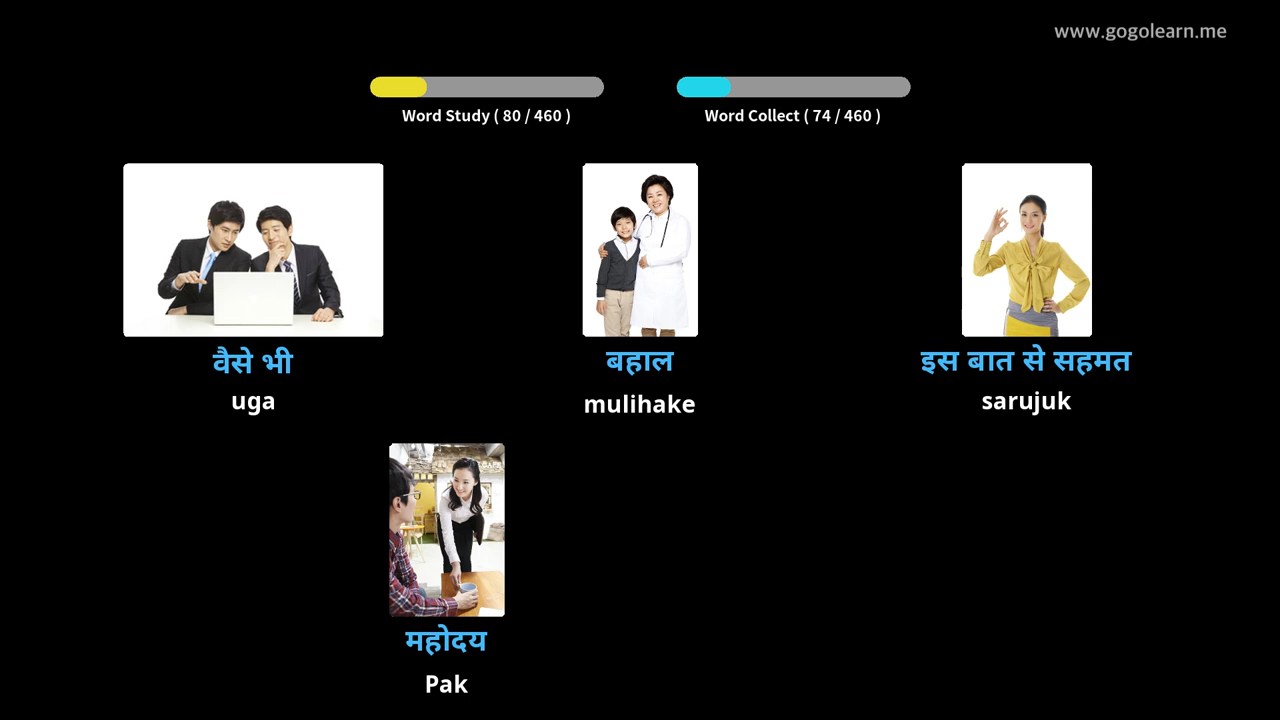 www.gogolearn.me
Word Study ( 80 / 460 )
Word Collect ( 74 / 460 )
वैसे भी
uga
बहाल
mulihake
इस बात से सहमत
sarujuk
महोदय
Pak